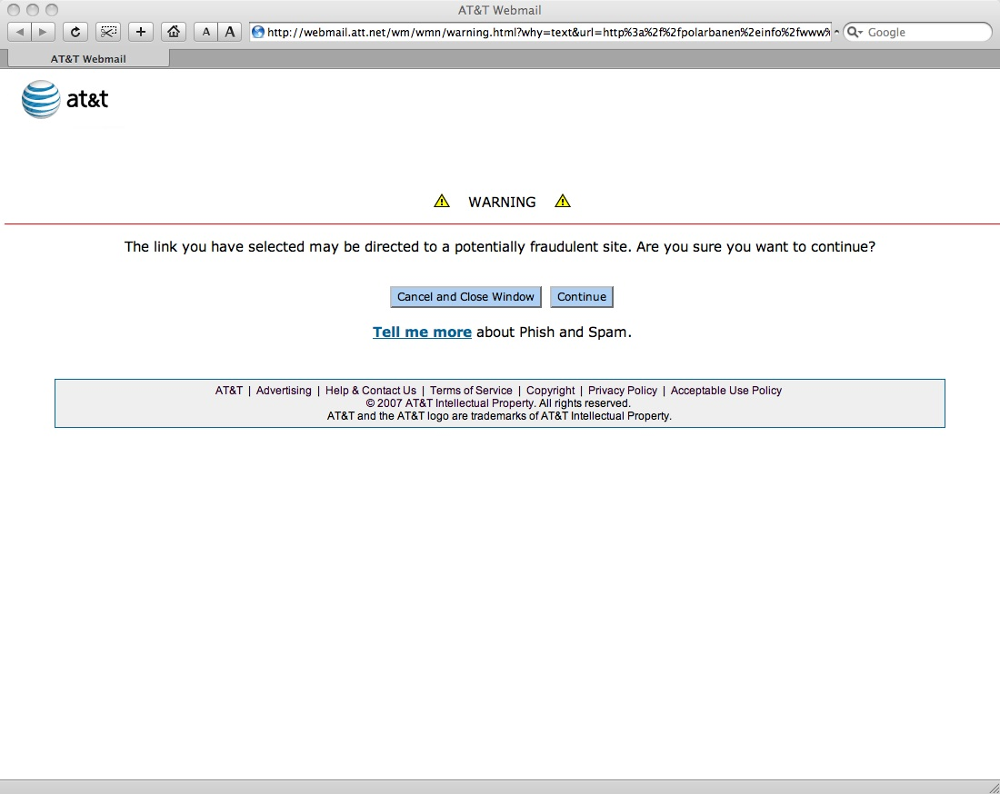 AT&T Webmail
A A http://webmail.att.net/wm/wmn/warning.html?why=text&url=http%3a%2f%2fpolarbanen%2einfo%2fwww% Google
AT&T Webmail
at&t
WARNING
The link you have selected may be directed to a potentially fraudulent site. Are you sure you want to continue?
Cancel and Close Window Continue
Tell me more about Phish and Spam.
AT&T | Advertising | Help & Contact Us | Terms of Service | Copyright | Privacy Policy | Acceptable Use Policy
© 2007 AT&T Intellectual Property. All rights reserved.
AT&T and the AT&T logo are trademarks of AT&T Intellectual Property.